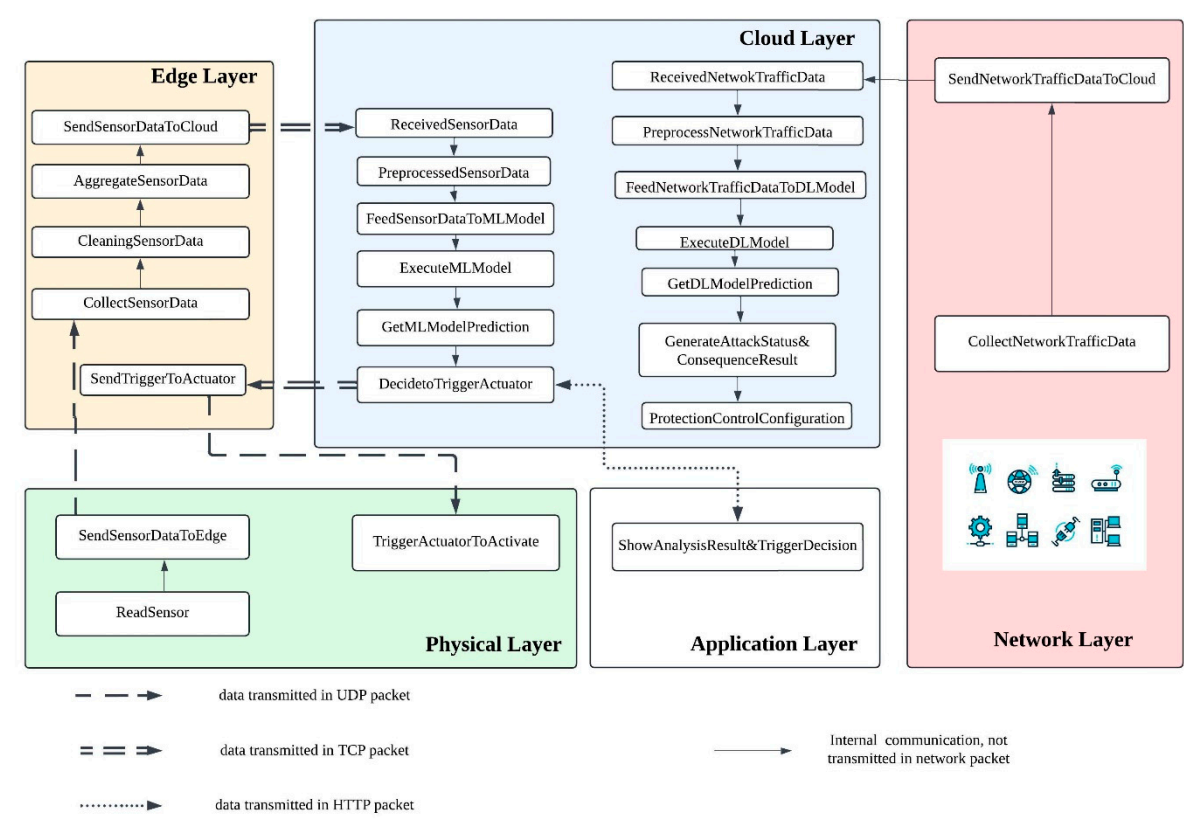 Cloud Layer
Edge Layer
ReceivedNetwokTrafficData
SendNetworkTrafficDataToCloud
SendSensorDataToCloud
ReceivedSensorData
PreprocessNetworkTrafficData
AggregateSensorData
PreprocessedSensorData
FeedNetworkTrafficDataToDLModel
FeedSensorDataToMLModel
CleaningSensorData
ExecuteDLModel
ExecuteMLModel
GetDLModelPrediction
CollectSensorData
GetMLModelPrediction
GenerateAttackStatus&
ConsequenceResult
CollectNetworkTrafficData
SendTriggerToActuator
DecidetoTriggerActuator
ProtectionControlConfiguration
SendSensorDataToEdge
TriggerActuatorToActivate
ShowAnalysisResult&TriggerDecision
ReadSensor
Physical Layer
Application Layer
Network Layer
data transmitted in UDP packet
data transmitted in TCP packet
Internal communication, not
transmitted in network packet
data transmitted in HTTP packet